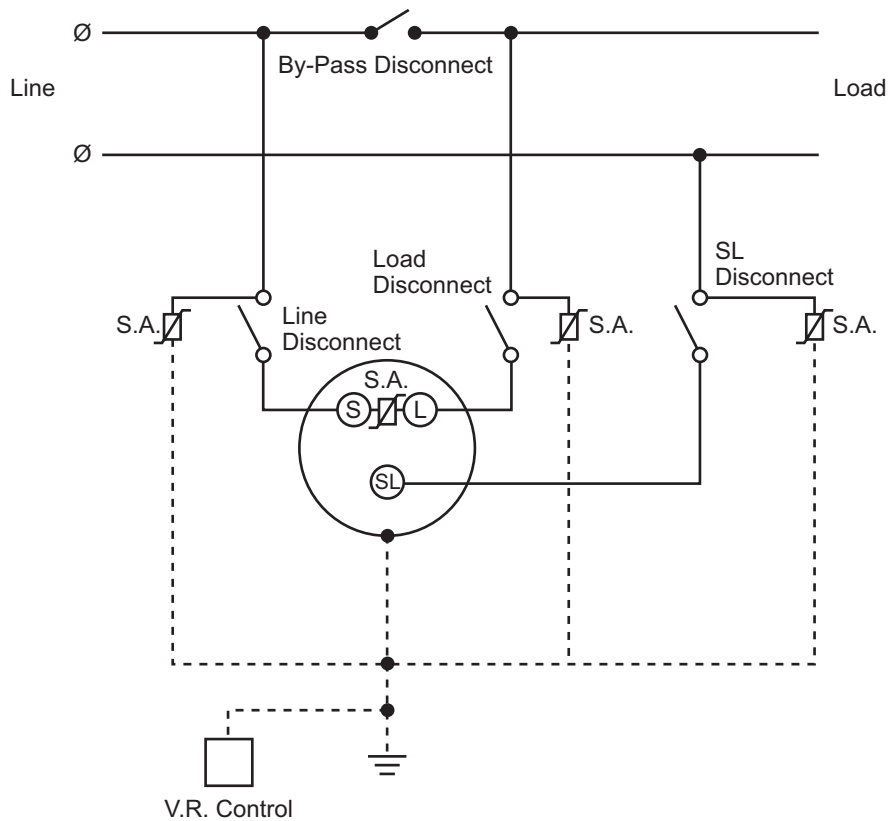 Ø
By-Pass Disconnect
Line
Load
Ø
Load
Disconnect
SL
Disconnect
S.A.
Line
Disconnect
S.A.
S.A.
S.A.
S
L
SL
V.R. Control